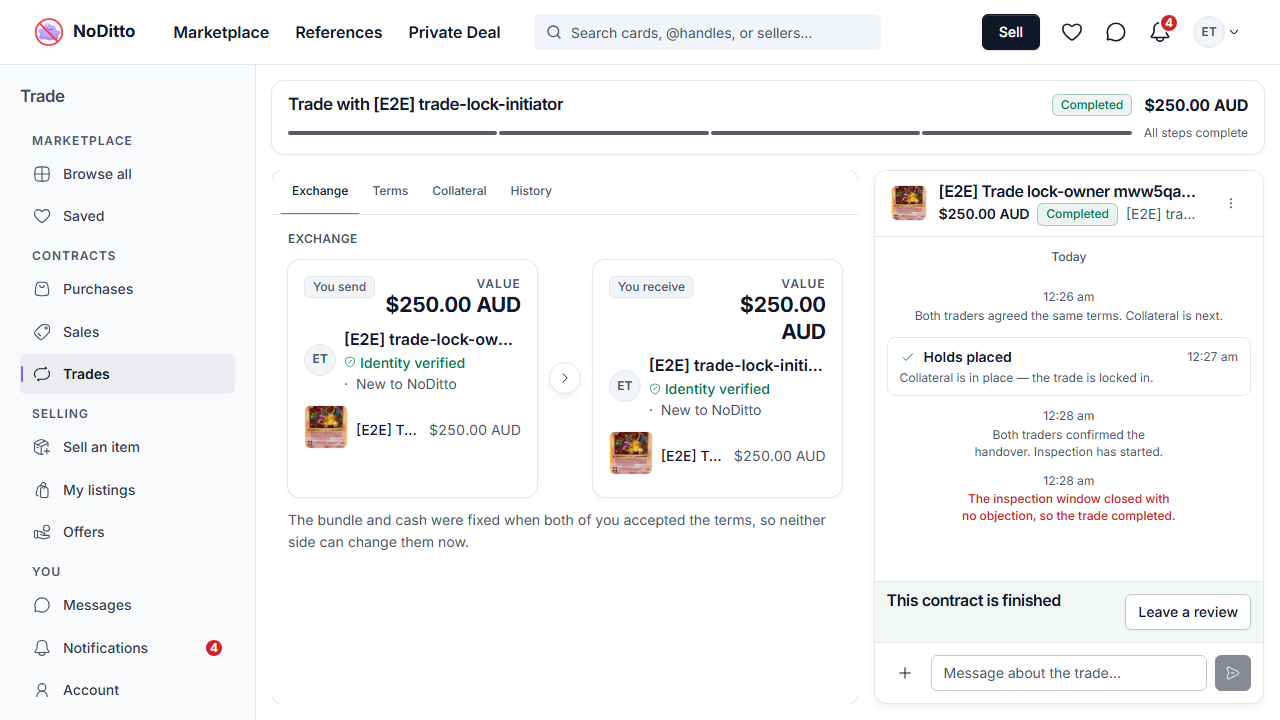 NoDitto
Marketplace
References
Private Deal
Search cards, @handles, or sellers...
Sell
4
ET
Trade
MARKETPLACE
Browse all
Saved
CONTRACTS
Purchases
Sales
Trades
SELLING
Sell an item
My listings
Offers
YOU
Messages
Notifications
4
Account
Trade with [E2E] trade-lock-initiator
Completed
$250.00 AUD
All steps complete
Exchange
Terms
Collateral
History
EXCHANGE
You send
VALUE
$250.00 AUD
ET
[E2E] trade-lock-ow...
Identity verified
· New to NoDitto
[E2E] T...
$250.00 AUD
You receive
VALUE
$250.00
AUD
ET
[E2E] trade-lock-initi...
Identity verified
· New to NoDitto
[E2E] T...
$250.00 AUD
The bundle and cash were fixed when both of you accepted the terms, so neither
side can change them now.
[E2E] Trade lock-owner mww5qa...
$250.00 AUD
Completed
[E2E] tra...
Today
12:26 am
Both traders agreed the same terms. Collateral is next.
Holds placed
12:27 am
Collateral is in place — the trade is locked in.
12:28 am
Both traders confirmed the
handover. Inspection has started.
12:28 am
The inspection window closed with
no objection, so the trade completed.
This contract is finished
Leave a review
Message about the trade...